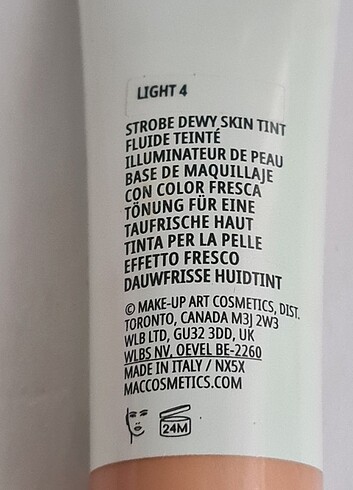 LIGHT 4
STROBE DEWY SKIN TINT
FLUIDE TEINTÉ
ILLUMINATEUR DE PEAU
BASE DE MAQUILLAJE
CON COLOR FRESCA
TÖNUNG FÜR EINE
TAUFRISCHE HAUT
TINTA PER LA PELLE
EFFETTO FRESCO
DAUWFRISSE HUIDTINT
© MAKE-UP ART COSMETICS, DIST.
TORONTO, CANADA M3J 2W3
WLB LTD, GU32 3DD, UK
WLBS NV, OEVEL BE-2260
MADE IN ITALY / NX5X
MACCOSMETICS.COM
24M